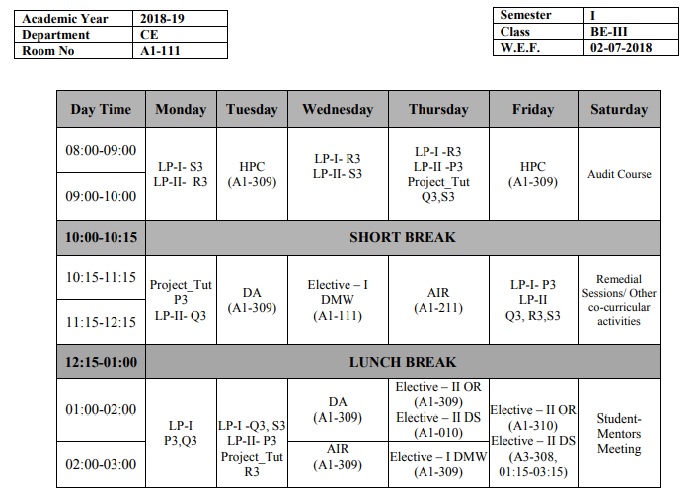 Academic Year 2018-19
Department CE
Room No A1-111
Semester I
Class BE-III
W.E.F. 02-07-2018
Day Time Monday Tuesday Wednesday Thursday Friday Saturday
08:00-09:00
09:00-10:00
LP-I- S3
LP-II- R3
HPC
(A1-309)
LP-I- R3
LP-II- S3
LP-I -R3
LP-II -P3
Project_Tut
Q3,S3
HPC
(A1-309)
Audit Course
10:00-10:15 SHORT BREAK
10:15-11:15
11:15-12:15
Project_Tut
P3
LP-II- Q3
DA
(A1-309)
Elective – I
DMW
(A1-111)
AIR
(A1-211)
LP-I- P3
LP-II
Q3, R3,S3
Remedial
Sessions/ Other
co-curricular
activities
12:15-01:00 LUNCH BREAK
01:00-02:00
02:00-03:00
LP-I
P3,Q3
LP-I -Q3, S3
LP-II- P3
Project_Tut
R3
DA
(A1-309)
AIR
(A1-309)
Elective – II OR
(A1-309)
Elective – II DS
(A1-010)
Elective – I DMW
(A1-309)
Elective – II OR
(A1-310)
Elective – II DS
(A3-308,
01:15-03:15)
Student-
Mentors
Meeting